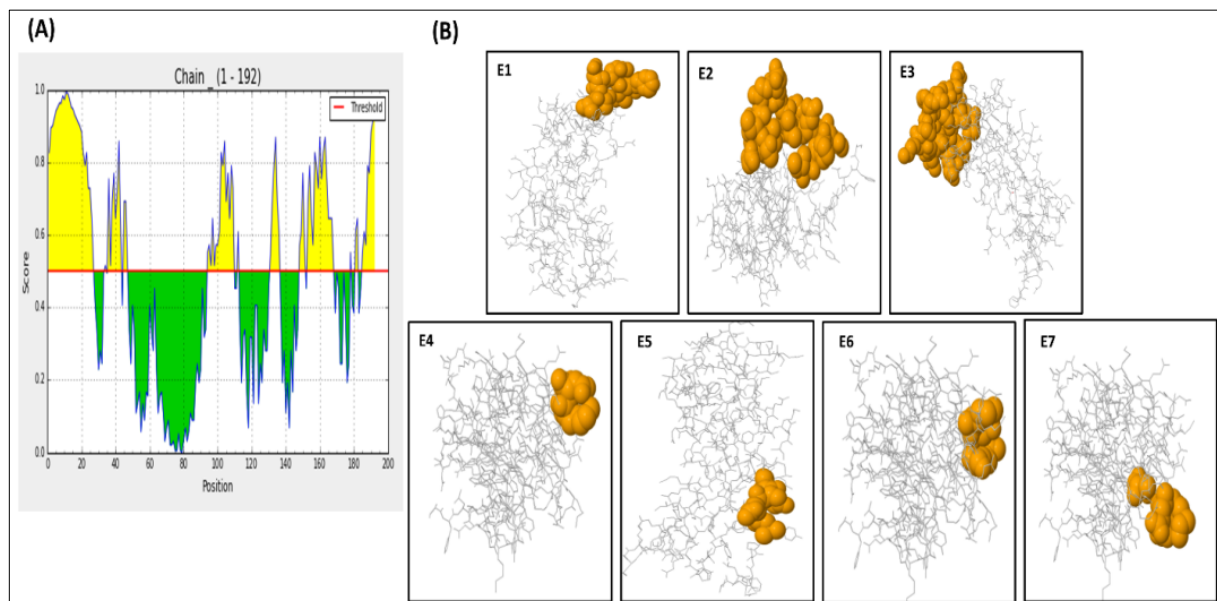 (A)
Chain_ (1 - 192)
Threshold
1.0
0.8
0.6
0.4
0.2
0.0
Score
0 20 40 60 80 100 120 140 160 180 200
Position
(B)
E1
E2
E3
E4
E5
E6
E7